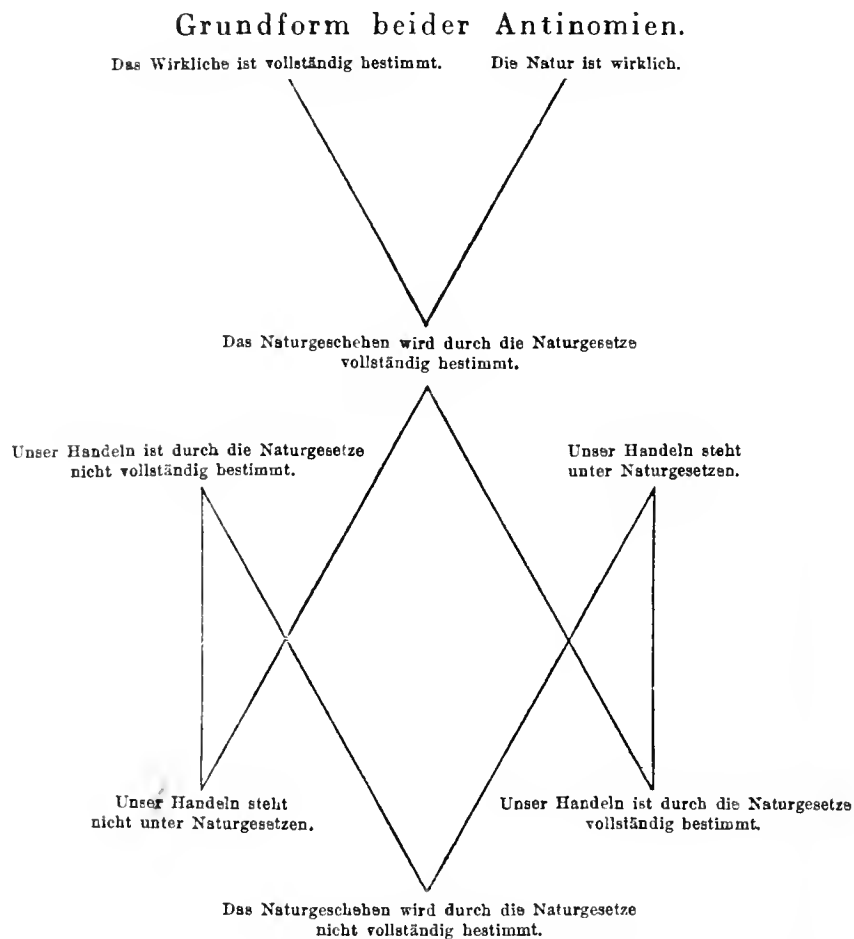 Grundform beider Antinomien.
Das Wirkliche ist vollständig bestimmt.
Die Natur ist wirklich.
Das Naturgeschehen wird durch die Naturgesetze
vollständig bestimmt.
Unser Handeln ist durch die Naturgesetze
nicht vollständig bestimmt.
Unser Handeln steht
unter Naturgesetzen.
Unser Handeln steht
nicht unter Naturgesetzen.
Unser Handeln ist durch die Naturgesetze
vollständig bestimmt.
Das Naturgeschehen wird durch die Naturgesetze
nicht vollständig bestimmt.